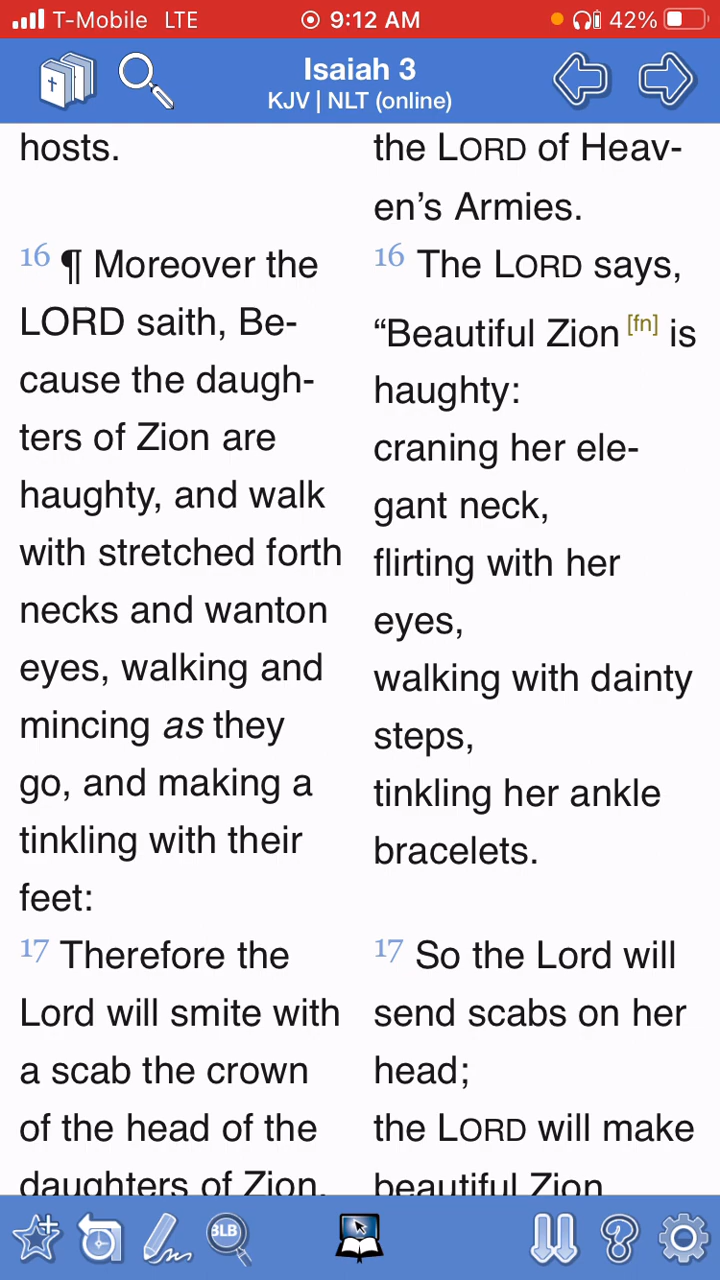 T-Mobile LTE 9:12 AM 42%
Isaiah 3
KJV | NLT (online)
hosts.
16 ¶ Moreover the
LORD saith, Be-
cause the daugh-
ters of Zion are
haughty, and walk
with stretched forth
necks and wanton
eyes, walking and
mincing as they
go, and making a
tinkling with their
feet:
17 Therefore the
Lord will smite with
a scab the crown
of the head of the
daughters of Zion,
the LORD of Heav-
en’s Armies.
16 The LORD says,
“Beautiful Zion [fn] is
haughty:
craning her ele-
gant neck,
flirting with her
eyes,
walking with dainty
steps,
tinkling her ankle
bracelets.
17 So the Lord will
send scabs on her
head;
the LORD will make
beautiful Zion
BLB